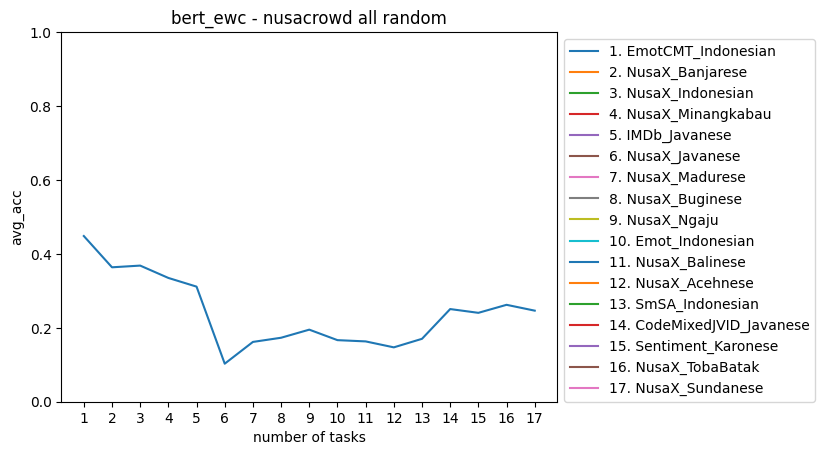 bert_ewc - nusacrowd all random
avg_acc
1.0
0.8
0.6
0.4
0.2
0.0
1 2 3 4 5 6 7 8 9 10 11 12 13 14 15 16 17
number of tasks
1. EmotCMT_Indonesian
2. NusaX_Banjarese
3. NusaX_Indonesian
4. NusaX_Minangkabau
5. IMDb_Javanese
6. NusaX_Javanese
7. NusaX_Madurese
8. NusaX_Buginese
9. NusaX_Ngaju
10. Emot_Indonesian
11. NusaX_Balinese
12. NusaX_Acehnese
13. SmSA_Indonesian
14. CodeMixedJVID_Javanese
15. Sentiment_Karonese
16. NusaX_TobaBatak
17. NusaX_Sundanese